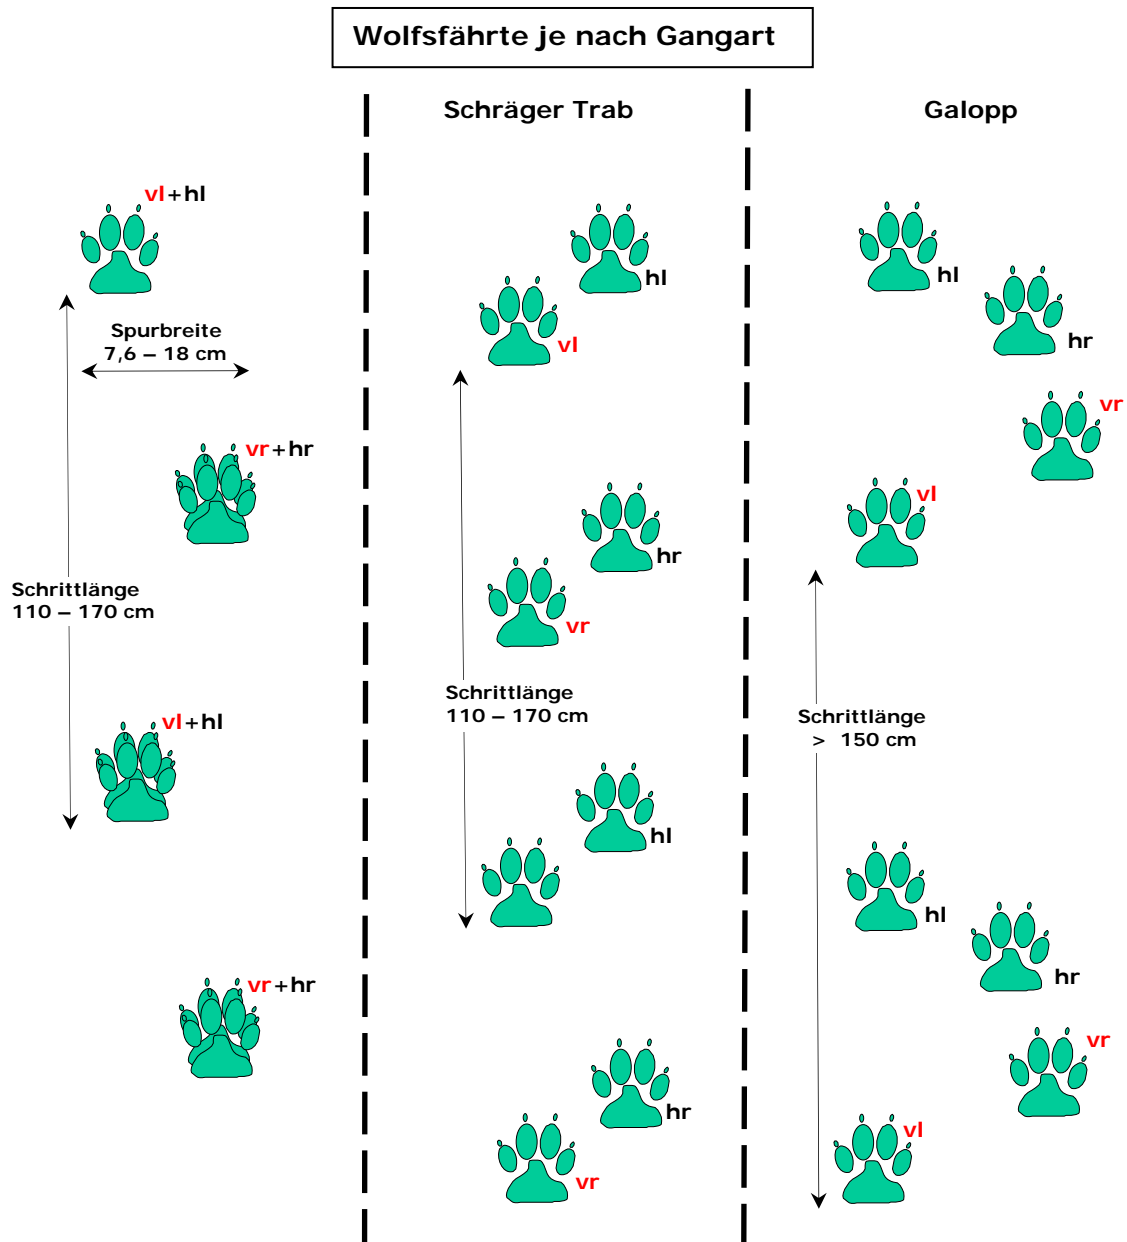 Wolfsfährte je nach Gangart
vl+hl
Spurbreite
7,6 – 18 cm
vr+hr
Schrittlänge
110 – 170 cm
vl+hl
vr+hr
Schräger Trab
hl
vl
hr
vr
Schrittlänge
110 – 170 cm
hl
hr
vr
Galopp
hl
hr
vr
vl
Schrittlänge
> 150 cm
hl
hr
vr
vl